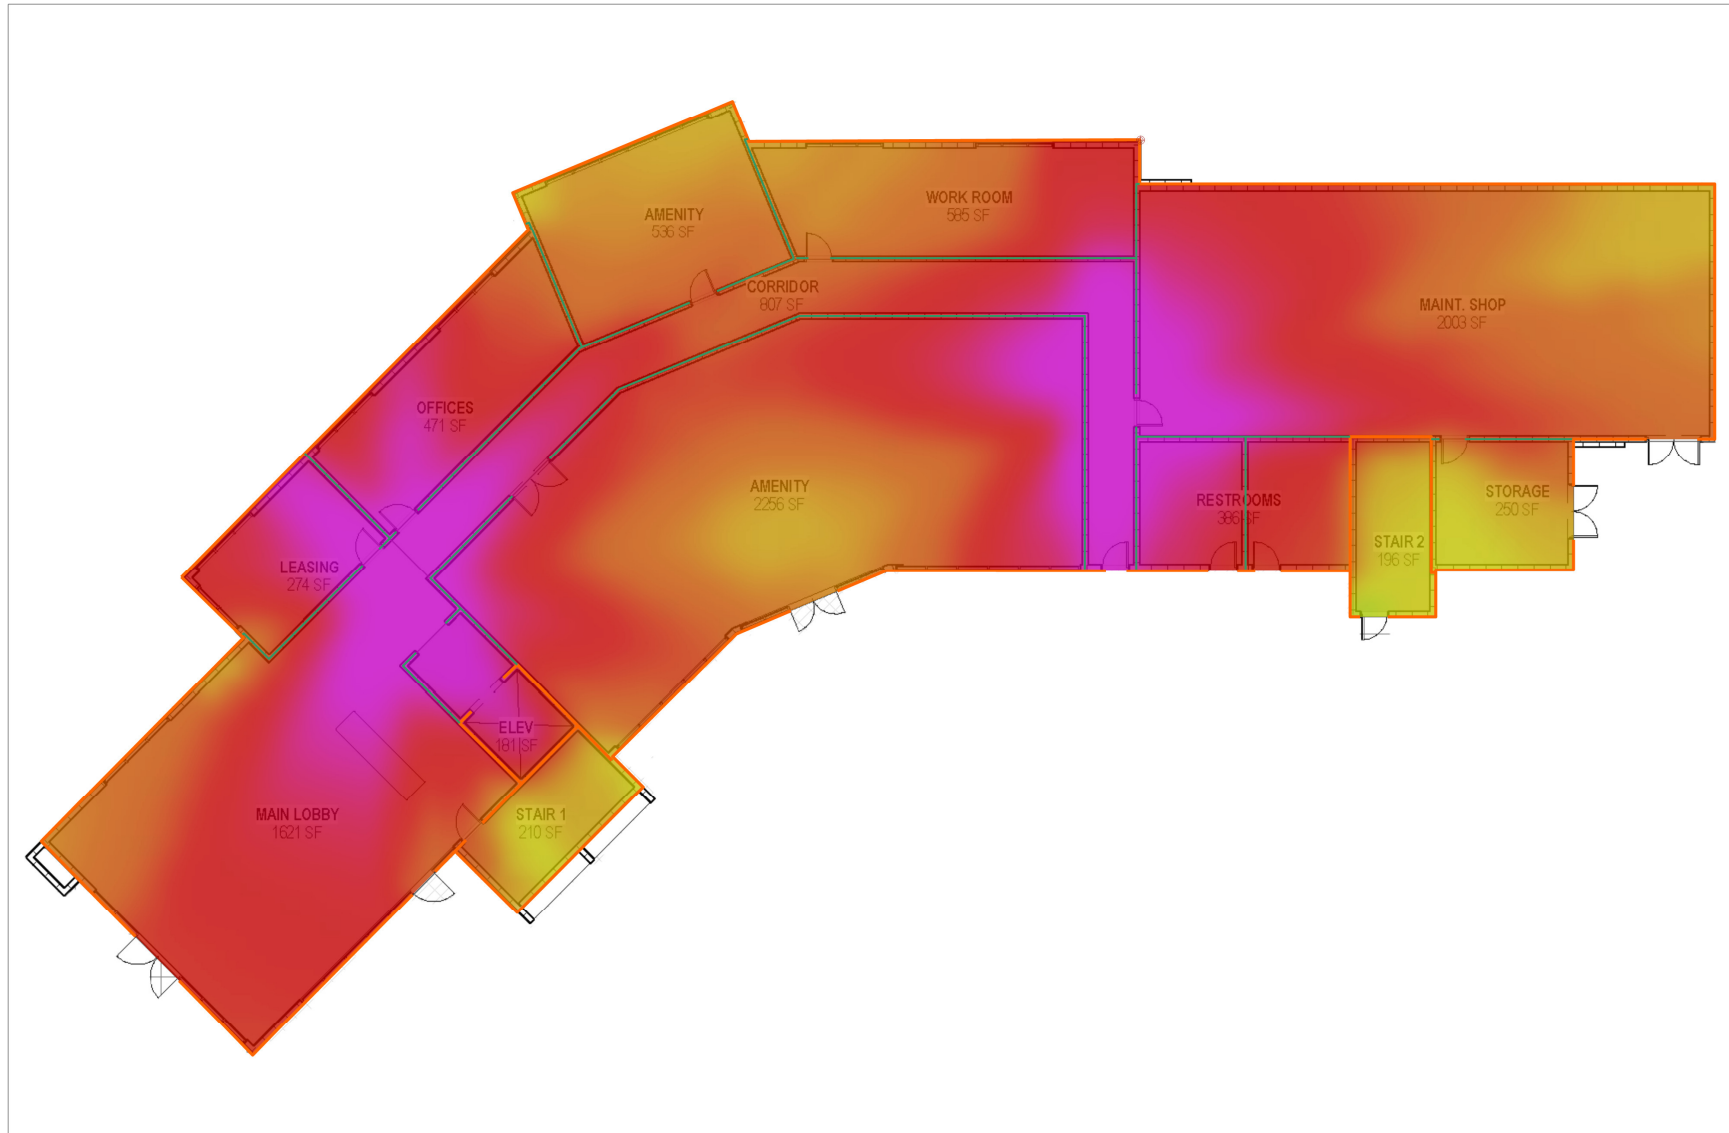 AMENITY
536 SF
WORK ROOM
585 SF
CORRIDOR
807 SF
MAINT. SHOP
2003 SF
OFFICES
471 SF
AMENITY
2256 SF
RESTROOMS
386 SF
STORAGE
250 SF
STAIR 2
196 SF
LEASING
274 SF
ELEV
181 SF
MAIN LOBBY
1621 SF
STAIR 1
210 SF